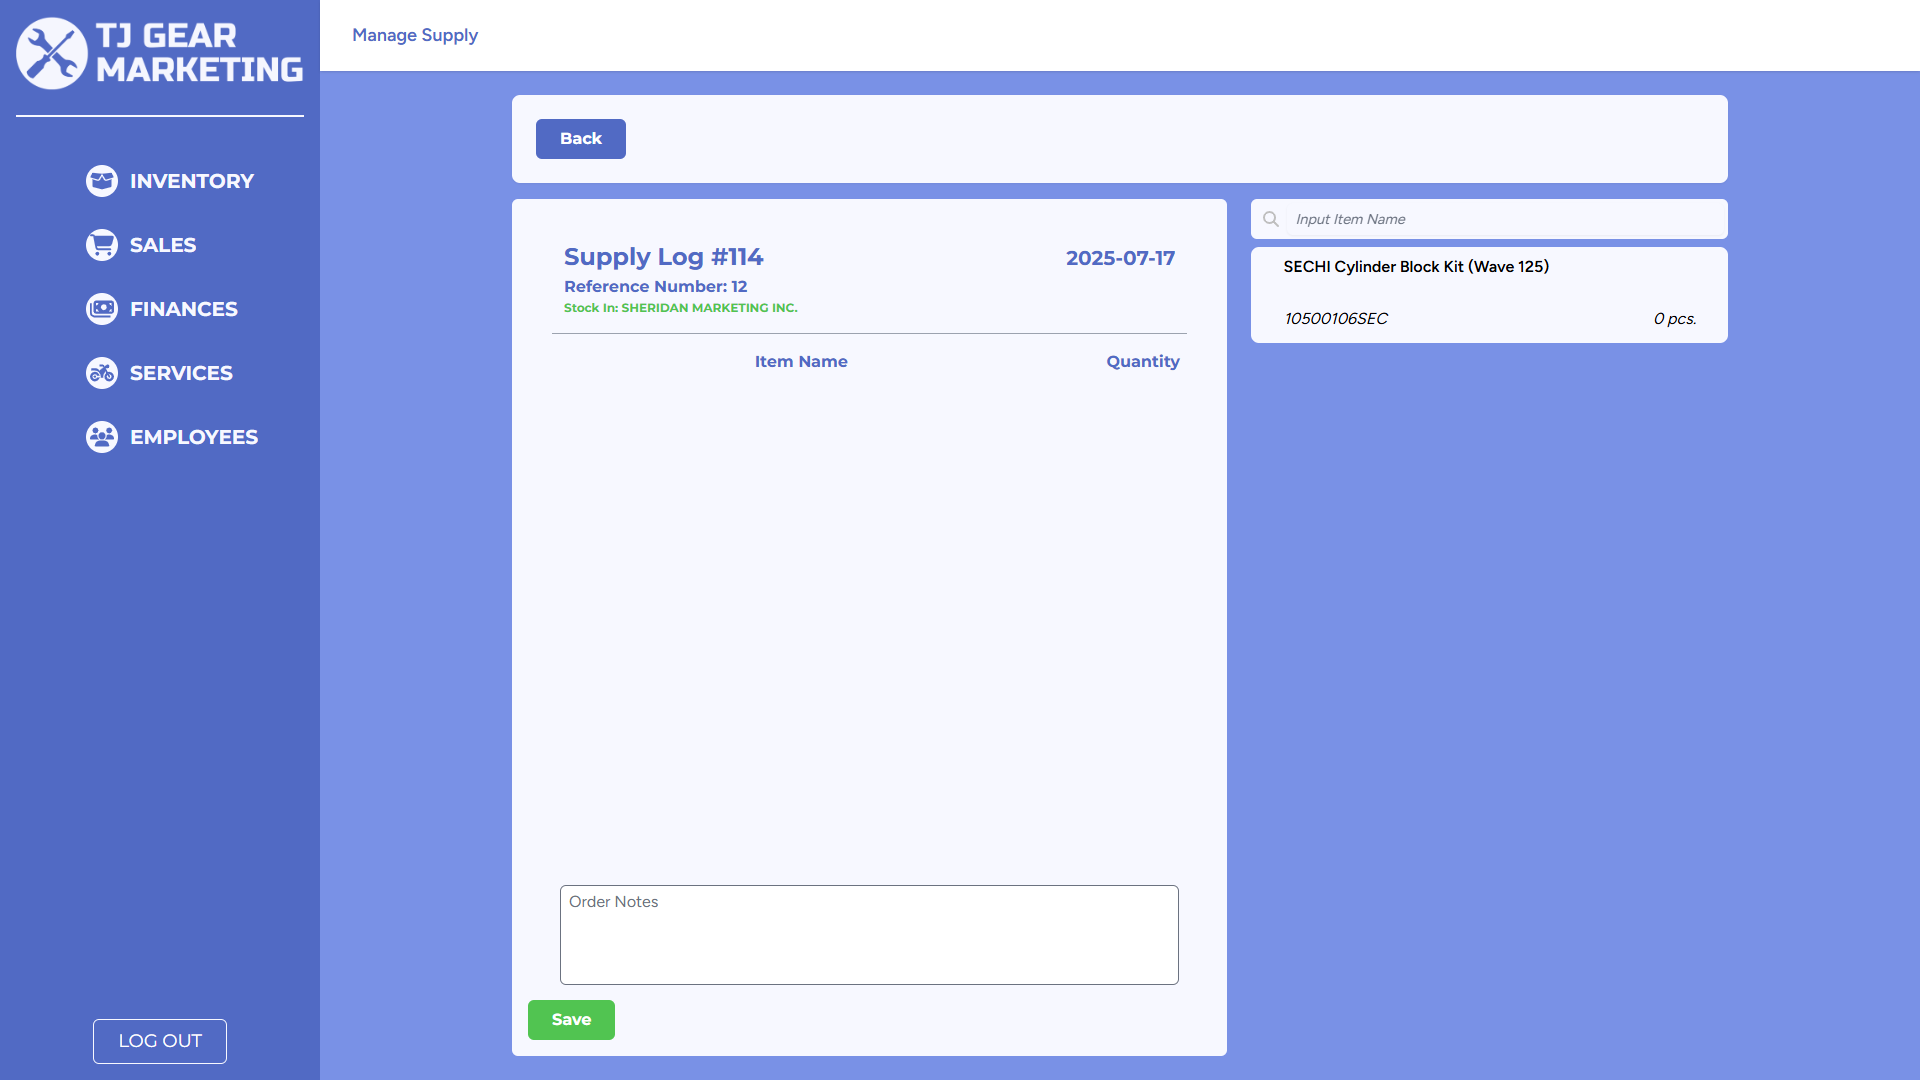 TJ GEAR
MARKETING
INVENTORY
SALES
FINANCES
SERVICES
EMPLOYEES
LOG OUT
Manage Supply
Back
Supply Log #114
2025-07-17
Reference Number: 12
Stock In: SHERIDAN MARKETING INC.
Item Name
Quantity
Order Notes
Save
Input Item Name
SECHI Cylinder Block Kit (Wave 125)
10500106SEC
0 pcs.